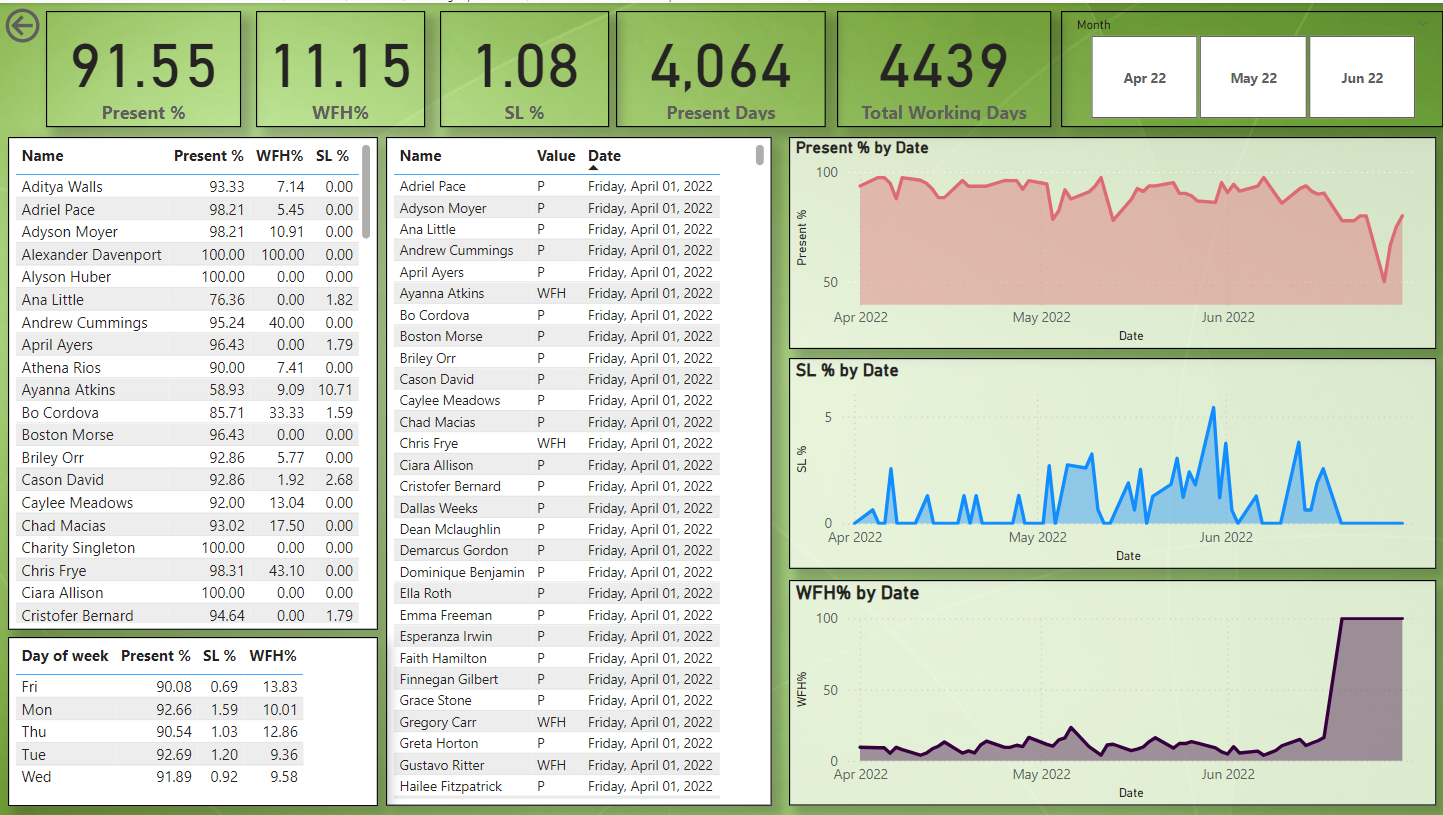 91.55
Present %
11.15
WFH%
1.08
SL %
4,064
Present Days
4439
Total Working Days
Month
Apr 22
May 22
Jun 22
Name Present % WFH% SL %
Aditya Walls 93.33 7.14 0.00
Adriel Pace 98.21 5.45 0.00
Adyson Moyer 98.21 10.91 0.00
Alexander Davenport 100.00 100.00 0.00
Alyson Huber 100.00 0.00 0.00
Ana Little 76.36 0.00 1.82
Andrew Cummings 95.24 40.00 0.00
April Ayers 96.43 0.00 1.79
Athena Rios 90.00 7.41 0.00
Ayanna Atkins 58.93 9.09 10.71
Bo Cordova 85.71 33.33 1.59
Boston Morse 96.43 0.00 0.00
Briley Orr 92.86 5.77 0.00
Cason David 92.86 1.92 2.68
Caylee Meadows 92.00 13.04 0.00
Chad Macias 93.02 17.50 0.00
Charity Singleton 100.00 0.00 0.00
Chris Frye 98.31 43.10 0.00
Ciara Allison 100.00 0.00 0.00
Cristofer Bernard 94.64 0.00 1.79
Day of week Present % SL % WFH%
Fri 90.08 0.69 13.83
Mon 92.66 1.59 10.01
Thu 90.54 1.03 12.86
Tue 92.69 1.20 9.36
Wed 91.89 0.92 9.58
Name Value Date
Adriel Pace P Friday, April 01, 2022
Adyson Moyer P Friday, April 01, 2022
Ana Little P Friday, April 01, 2022
Andrew Cummings P Friday, April 01, 2022
April Ayers P Friday, April 01, 2022
Ayanna Atkins WFH Friday, April 01, 2022
Bo Cordova P Friday, April 01, 2022
Boston Morse P Friday, April 01, 2022
Briley Orr P Friday, April 01, 2022
Cason David P Friday, April 01, 2022
Caylee Meadows P Friday, April 01, 2022
Chad Macias P Friday, April 01, 2022
Chris Frye WFH Friday, April 01, 2022
Ciara Allison P Friday, April 01, 2022
Cristofer Bernard P Friday, April 01, 2022
Dallas Weeks P Friday, April 01, 2022
Dean Mclaughlin P Friday, April 01, 2022
Demarcus Gordon P Friday, April 01, 2022
Dominique Benjamin P Friday, April 01, 2022
Ella Roth P Friday, April 01, 2022
Emma Freeman P Friday, April 01, 2022
Esperanza Irwin P Friday, April 01, 2022
Faith Hamilton P Friday, April 01, 2022
Finnegan Gilbert P Friday, April 01, 2022
Grace Stone P Friday, April 01, 2022
Gregory Carr WFH Friday, April 01, 2022
Greta Horton P Friday, April 01, 2022
Gustavo Ritter WFH Friday, April 01, 2022
Hailee Fitzpatrick P Friday, April 01, 2022
Present % by Date
100
50
Present %
Apr 2022 May 2022 Jun 2022
Date
SL % by Date
5
0
SL %
Apr 2022 May 2022 Jun 2022
Date
WFH% by Date
100
50
0
WFH%
Apr 2022 May 2022 Jun 2022
Date